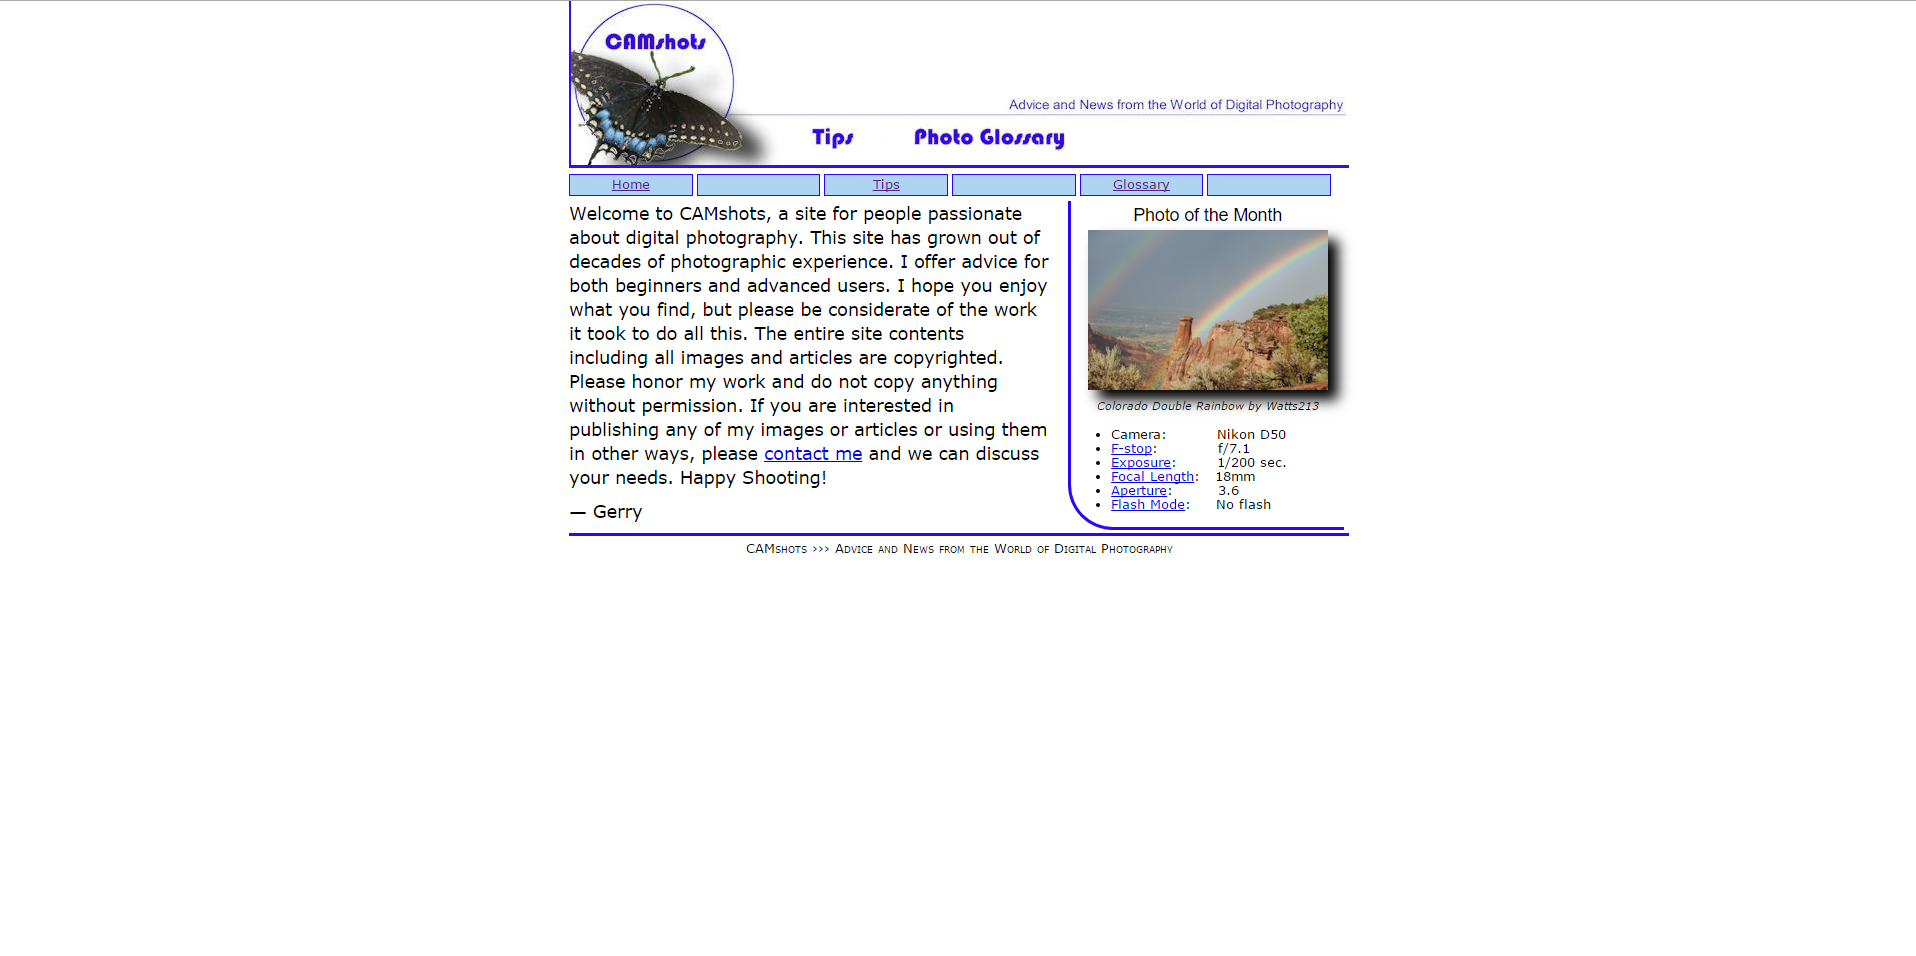 CAMshots
Advice and News from the World of Digital Photography
Tips Photo Glossary
Home Tips Glossary
Welcome to CAMshots, a site for people passionate
about digital photography. This site has grown out of
decades of photographic experience. I offer advice for
both beginners and advanced users. I hope you enjoy
what you find, but please be considerate of the work
it took to do all this. The entire site contents
including all images and articles are copyrighted.
Please honor my work and do not copy anything
without permission. If you are interested in
publishing any of my images or articles or using them
in other ways, please contact me and we can discuss
your needs. Happy Shooting!
— Gerry
Photo of the Month
Colorado Double Rainbow by Watts213
• Camera: Nikon D50
• F-stop: f/7.1
• Exposure: 1/200 sec.
• Focal Length: 18mm
• Aperture: 3.6
• Flash Mode: No flash
CAMshots >>> Advice and News from the World of Digital Photography